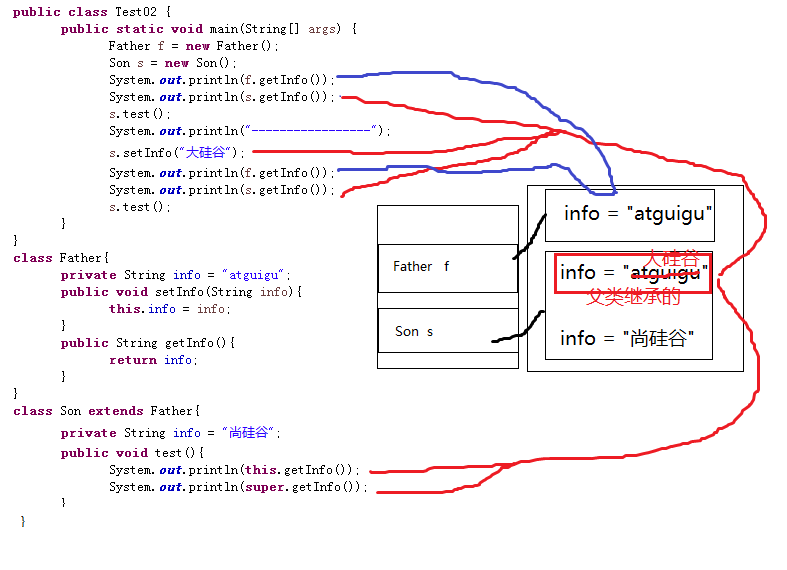 public class Test02 {
public static void main(String[] args) {
Father f = new Father();
Son s = new Son();
System.out.println(f.getInfo());
System.out.println(s.getInfo());
s.test();
System.out.println("-----------------");
s.setInfo("大硅谷");
System.out.println(f.getInfo());
System.out.println(s.getInfo());
s.test();
}
}
class Father{
private String info = "atguigu";
public void setInfo(String info){
this.info = info;
}
public String getInfo(){
return info;
}
}
class Son extends Father{
private String info = "尚硅谷";
public void test(){
System.out.println(this.getInfo());
System.out.println(super.getInfo());
}
}
Father f
Son s
info = "atguigu"
大硅谷
info = "atguigu"
父类继承的
info = "尚硅谷"